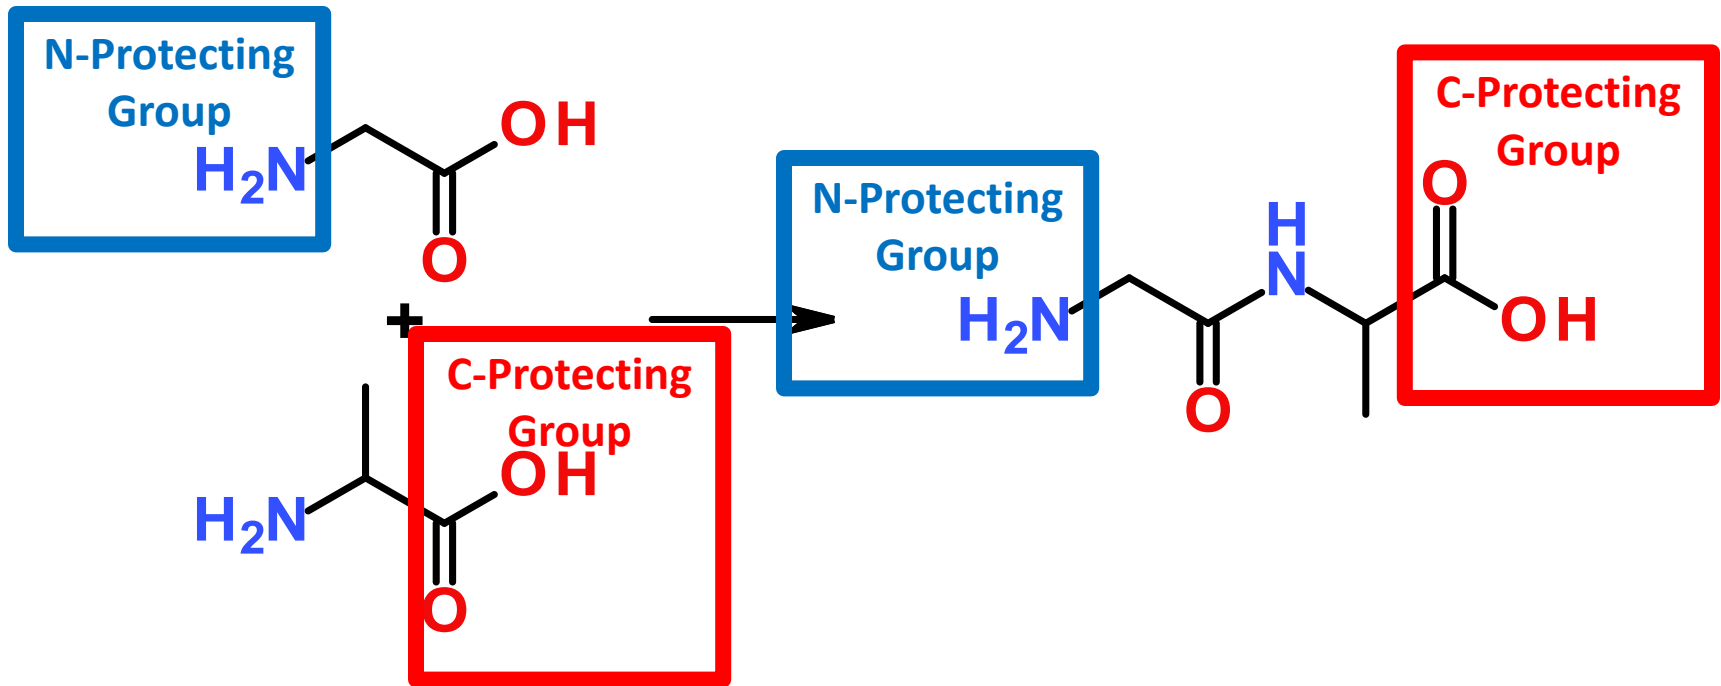 N-Protecting
Group
H2N
OH
O
+
C-Protecting
Group
OH
H2N
O
N-Protecting
Group
H2N
O
H
N
C-Protecting
Group
O
OH